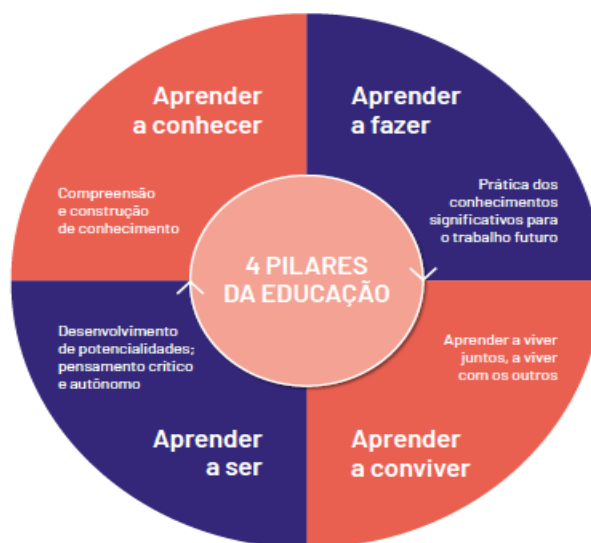 Aprender
a conhecer
Compreensão
e construção
de conhecimento
Aprender
a fazer
Prática dos
conhecimentos
significativos para
o trabalho futuro
4 PILARES
DA EDUCAÇÃO
Desenvolvimento
de potencialidades;
pensamento crítico
e autônomo
Aprender
a ser
Aprender a viver
juntos, a viver
com os outros
Aprender
a conviver